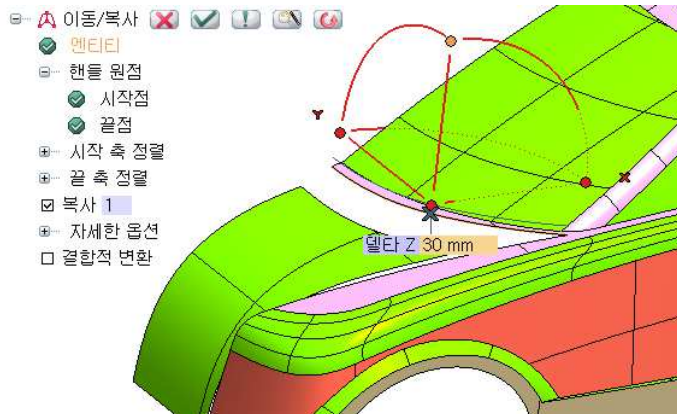 이동/복사
엔티티
핸들 원점
시작점
끝점
시작 축 정렬
끝 축 정렬
복사 1
자세한 옵션
결합적 변환
Y
X
델타 Z 30 mm